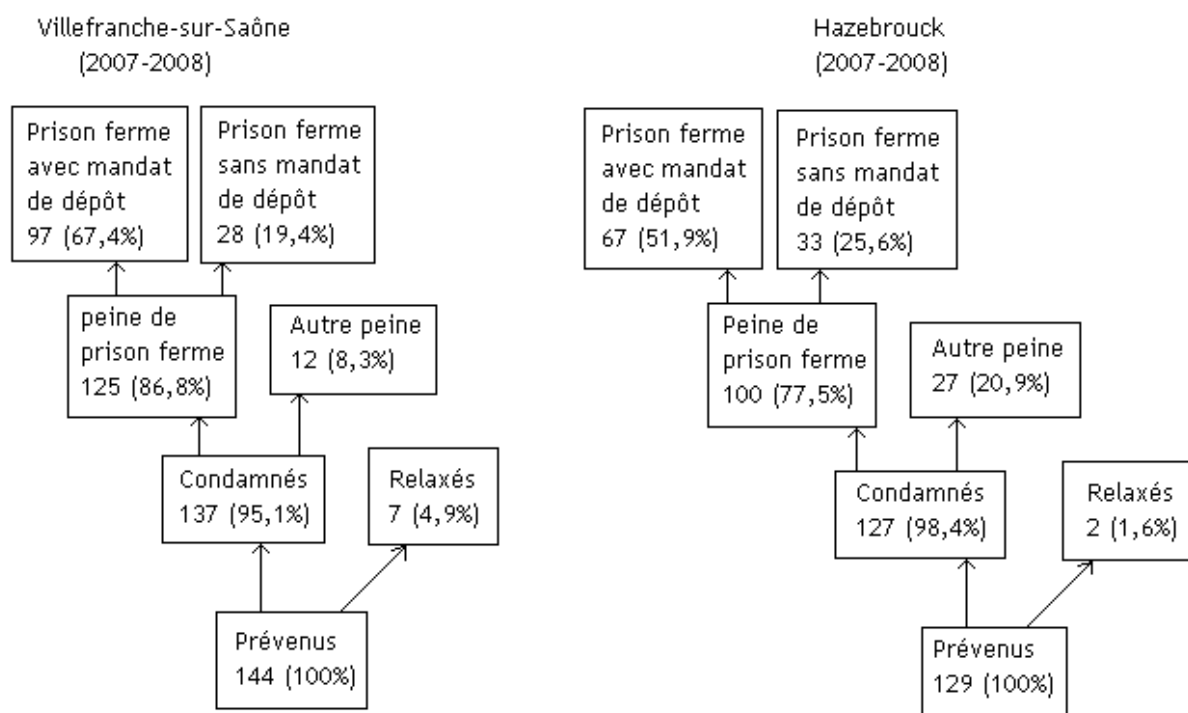 Villefranche-sur-Saône
(2007-2008)
Prison ferme
avec mandat
de dépôt
97 (67,4%)
Prison ferme
sans mandat
de dépôt
28 (19,4%)
peine de
prison ferme
125 (86,8%)
Autre peine
12 (8,3%)
Condamnés
137 (95,1%)
Relaxés
7 (4,9%)
Prévenus
144 (100%)
Hazebrouck
(2007-2008)
Prison ferme
avec mandat
de dépôt
67 (51,9%)
Prison ferme
sans mandat
de dépôt
33 (25,6%)
Peine de
prison ferme
100 (77,5%)
Autre peine
27 (20,9%)
Condamnés
127 (98,4%)
Relaxés
2 (1,6%)
Prévenus
129 (100%)